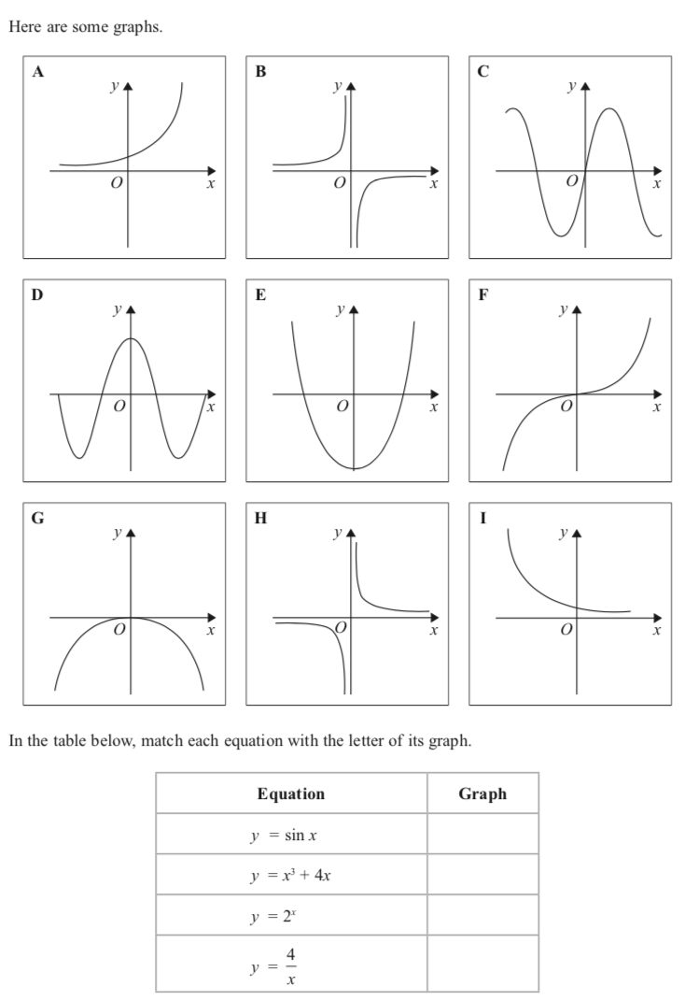 Here are some graphs.
A
B
C
y
y
y
O
x
O
x
O
x
D
E
F
y
y
y
O
x
O
x
O
x
G
H
I
y
y
y
O
x
O
x
O
x
In the table below, match each equation with the letter of its graph.
Equation Graph
y = sin x
y = x³ + 4x
y = 2ˣ
y = 4/x